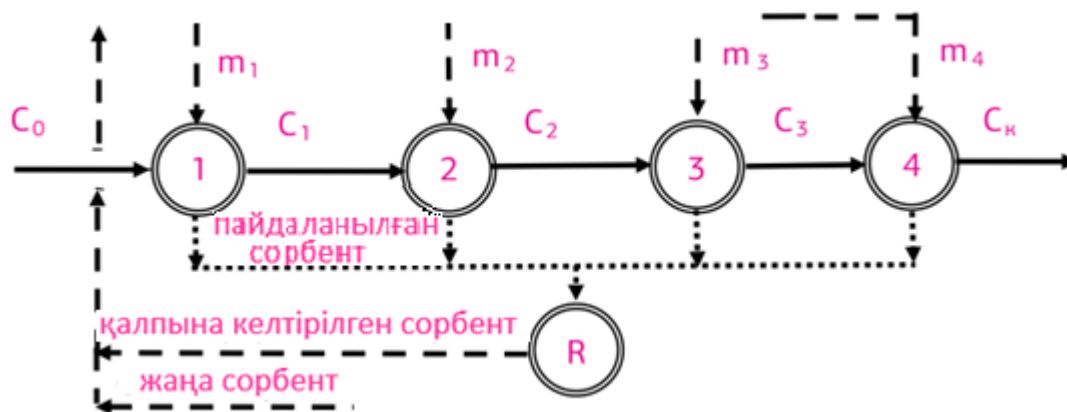 m₁
m₂
m₃
m₄
C₀
C₁
C₂
C₃
Cк
1
2
3
4
пайдаланылған
сорбент
қалпына келтірілген сорбент
R
жаңа сорбент